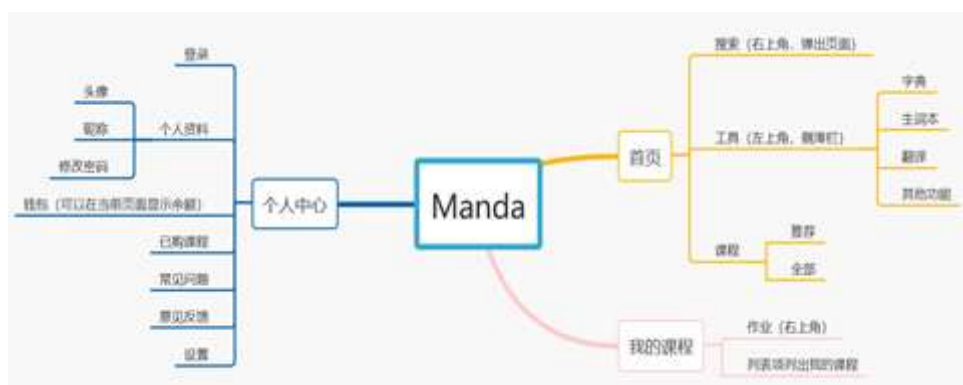 Manda
首页
搜索（右上角，弹出页面）
工具（左上角，侧滑栏）
字典
生词本
翻译
其他功能
课程
推荐
全部
我的课程
作业（右上角）
列表项列出我的课程
个人中心
登录
个人资料
头像
昵称
修改密码
钱包（可以在当前页面显示余额）
已购课程
常见问题
意见反馈
设置